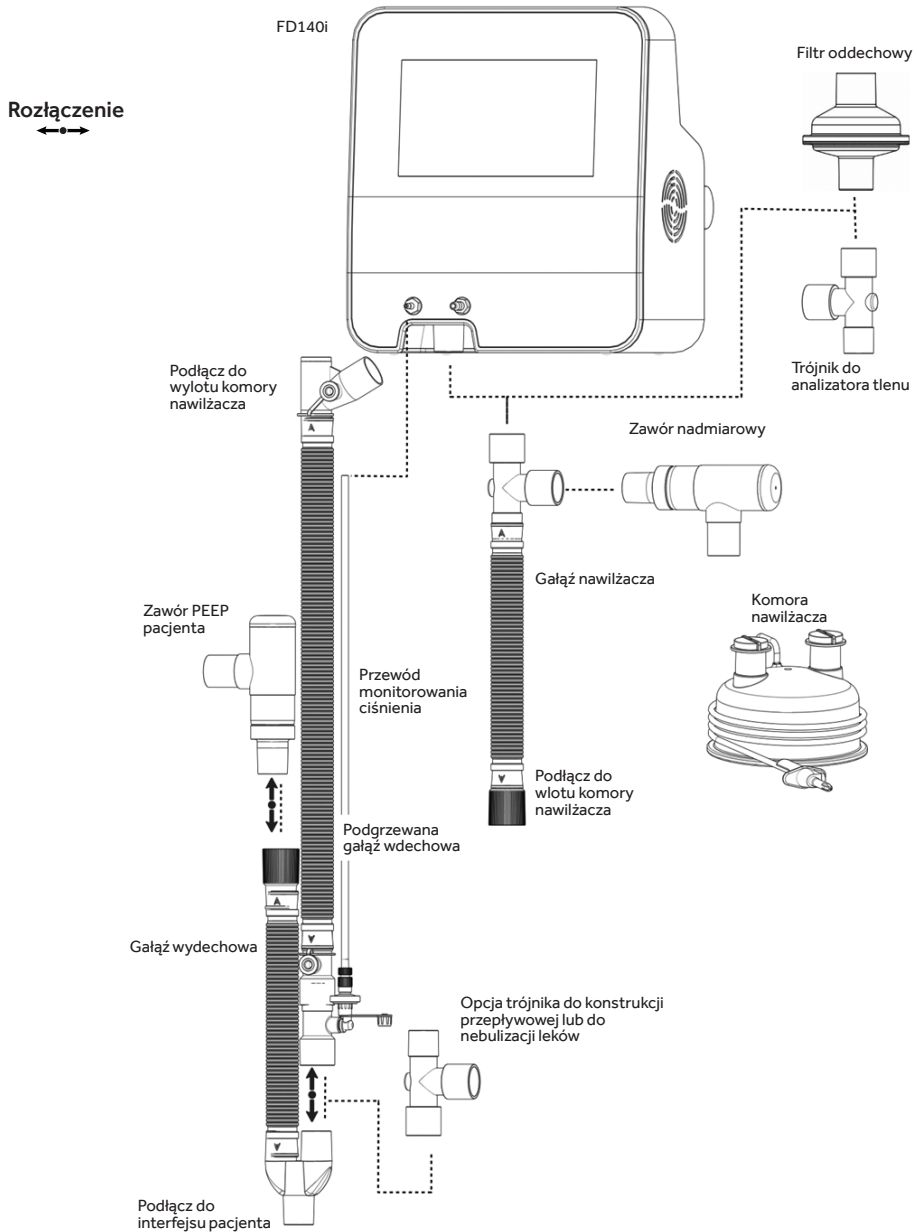 FD140i
Filtr oddechowy
Rozłączenie
Podłącz do
wylotu komory
nawilżacza
Trójnik do
analizatora tlenu
Zawór nadmiarowy
Gałąź nawilżacza
Komora
nawilżacza
Zawór PEEP
pacjenta
Przewód
monitorowania
ciśnienia
Podłącz do
wlotu komory
nawilżacza
Podgrzewana
gałąź wdechowa
Gałąź wydechowa
Opcja trójnika do konstrukcji
przepływowej lub do
nebulizacji leków
Podłącz do
interfejsu pacjenta